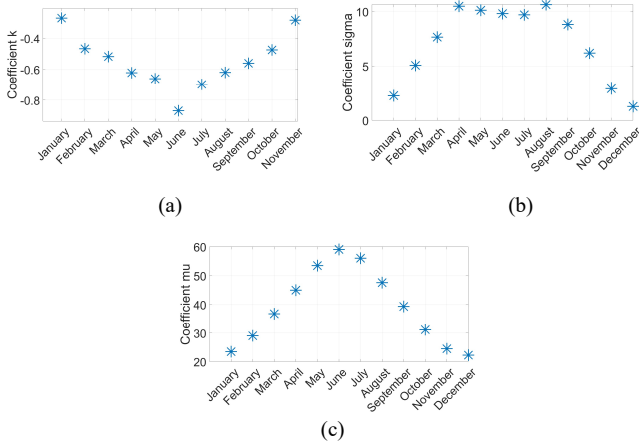 Coefficient k
-0.4
-0.6
-0.8
January
February
March
April
May
June
July
August
September
October
November
(a)
Coefficient sigma
10
5
0
January
February
March
April
May
June
July
August
September
October
November
December
(b)
Coefficient mu
60
50
40
30
20
January
February
March
April
May
June
July
August
September
October
November
December
(c)